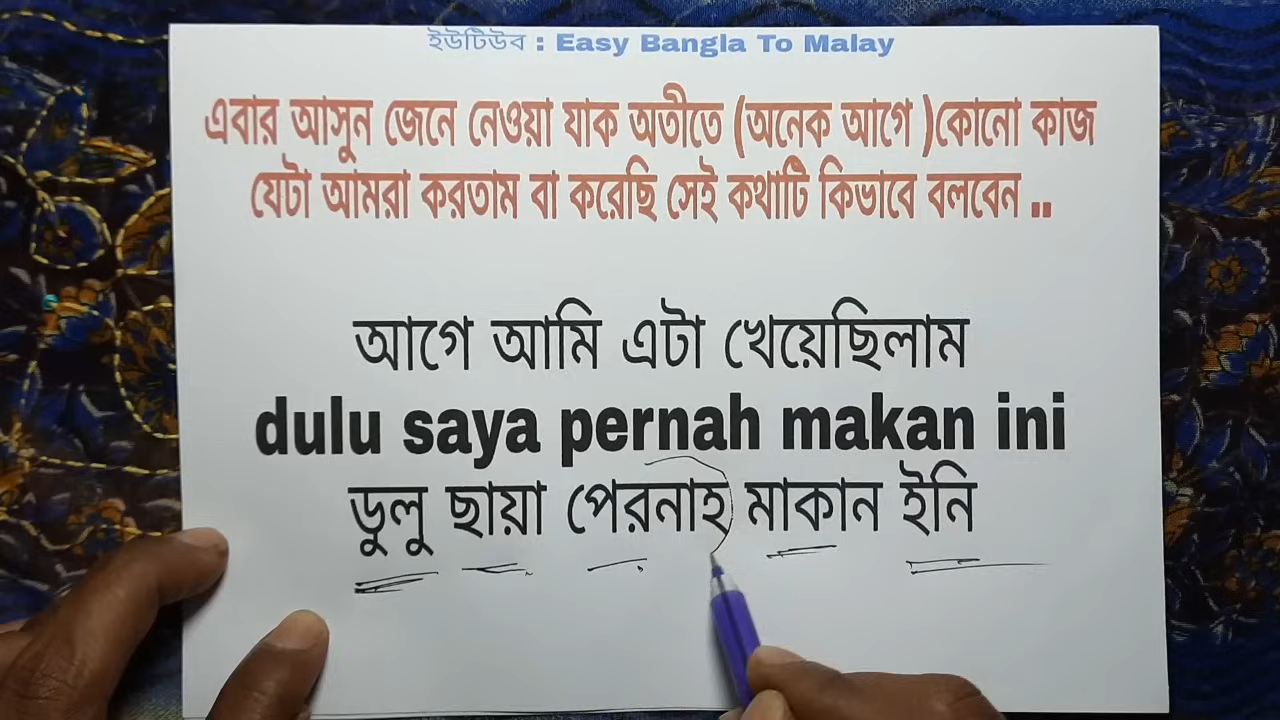 ইউটিউব : Easy Bangla To Malay
এবার আসুন জেনে নেওয়া যাক অতীতে (অনেক আগে )কোনো কাজ
যেটা আমরা করতাম বা করেছি সেই কথাটি কিভাবে বলবেন ..
আগে আমি এটা খেয়েছিলাম
dulu saya pernah makan ini
ডুলু ছায়া পেরনাহ মাকান ইনি